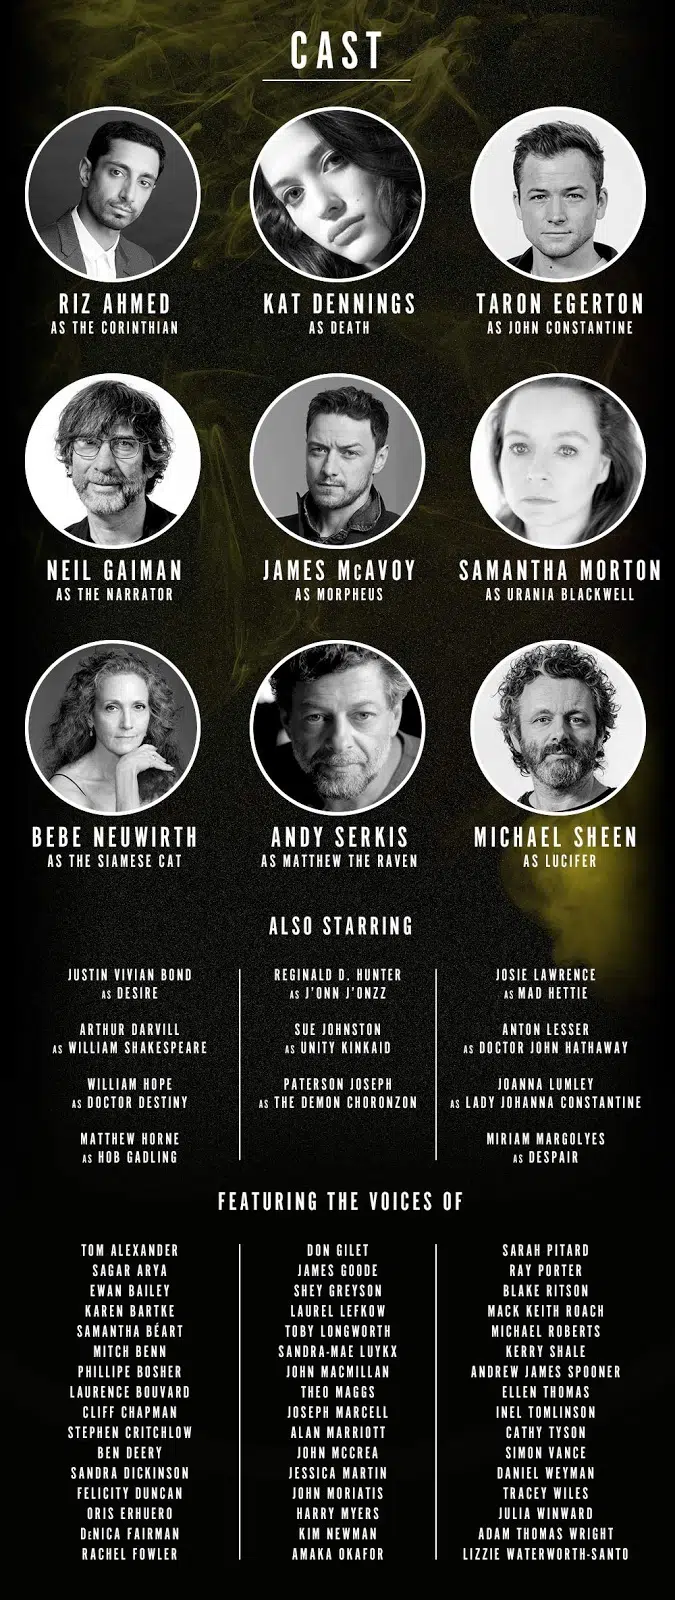 CAST
RIZ AHMED
AS THE CORINTHIAN
KAT DENNINGS
AS DEATH
TARON EGERTON
AS JOHN CONSTANTINE
NEIL GAIMAN
AS THE NARRATOR
JAMES McAVOY
AS MORPHEUS
SAMANTHA MORTON
AS URANIA BLACKWELL
BEBE NEUWIRTH
AS THE SIAMESE CAT
ANDY SERKIS
AS MATTHEW THE RAVEN
MICHAEL SHEEN
AS LUCIFER
ALSO STARRING
JUSTIN VIVIAN BOND
AS DESIRE
ARTHUR DARVILL
AS WILLIAM SHAKESPEARE
WILLIAM HOPE
AS DOCTOR DESTINY
MATTHEW HORNE
AS HOB GADLING
REGINALD D. HUNTER
AS J'ONN J'ONZZ
SUE JOHNSTON
AS UNITY KINKAID
PATERSON JOSEPH
AS THE DEMON CHORONZON
JOSIE LAWRENCE
AS MAD HETTIE
ANTON LESSER
AS DOCTOR JOHN HATHAWAY
JOANNA LUMLEY
AS LADY JOHANNA CONSTANTINE
MIRIAM MARGOLYES
AS DESPAIR
FEATURING THE VOICES OF
TOM ALEXANDER
SAGAR ARYA
EWAN BAILEY
KAREN BARTKE
SAMANTHA BÉART
MITCH BENN
PHILLIPE BOSHER
LAURENCE BOUVARD
CLIFF CHAPMAN
STEPHEN CRITCHLOW
BEN DEERY
SANDRA DICKINSON
FELICITY DUNCAN
ORIS ERHUERO
DeNICA FAIRMAN
RACHEL FOWLER
DON GILET
JAMES GOODE
SHEY GREYSON
LAUREL LEFKOW
TOBY LONGWORTH
SANDRA-MAE LUYKX
JOHN MACMILLAN
THEO MAGGS
JOSEPH MARCELL
ALAN MARRIOTT
JOHN MCCREA
JESSICA MARTIN
JOHN MORIATIS
HARRY MYERS
KIM NEWMAN
AMAKA OKAFOR
SARAH PITARD
RAY PORTER
BLAKE RITSON
MACK KEITH ROACH
MICHAEL ROBERTS
KERRY SHALE
ANDREW JAMES SPOONER
ELLEN THOMAS
INEL TOMLINSON
CATHY TYSON
SIMON VANCE
DANIEL WEYMAN
TRACEY WILES
JULIA WINWARD
ADAM THOMAS WRIGHT
LIZZIE WATERWORTH-SANTO